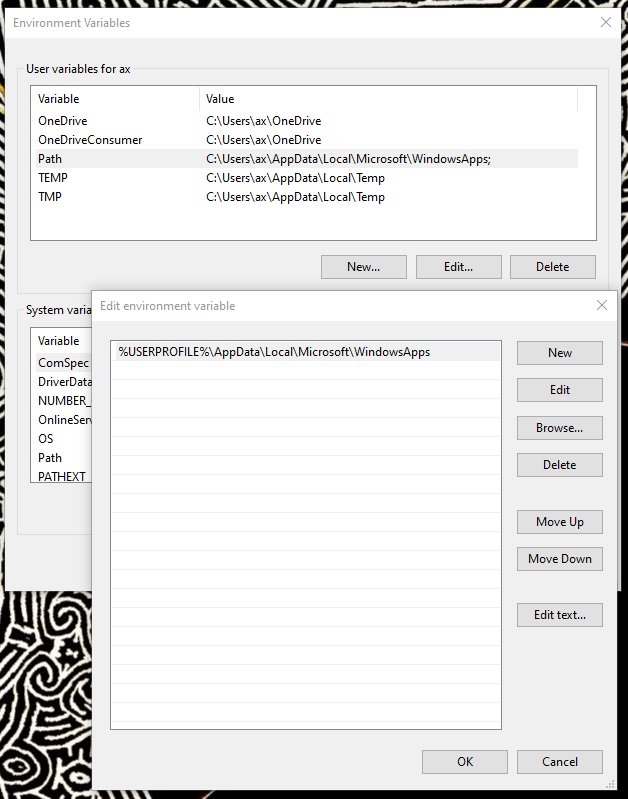 Environment Variables
User variables for ax
Variable Value
OneDrive C:\Users\ax\OneDrive
OneDriveConsumer C:\Users\ax\OneDrive
Path C:\Users\ax\AppData\Local\Microsoft\WindowsApps;
TEMP C:\Users\ax\AppData\Local\Temp
TMP C:\Users\ax\AppData\Local\Temp
New... Edit... Delete
System varia
Variable
ComSpec
DriverData
NUMBER_
OnlineServ
OS
Path
PATHEXT
Edit environment variable
%USERPROFILE%\AppData\Local\Microsoft\WindowsApps
New
Edit
Browse...
Delete
Move Up
Move Down
Edit text...
OK Cancel